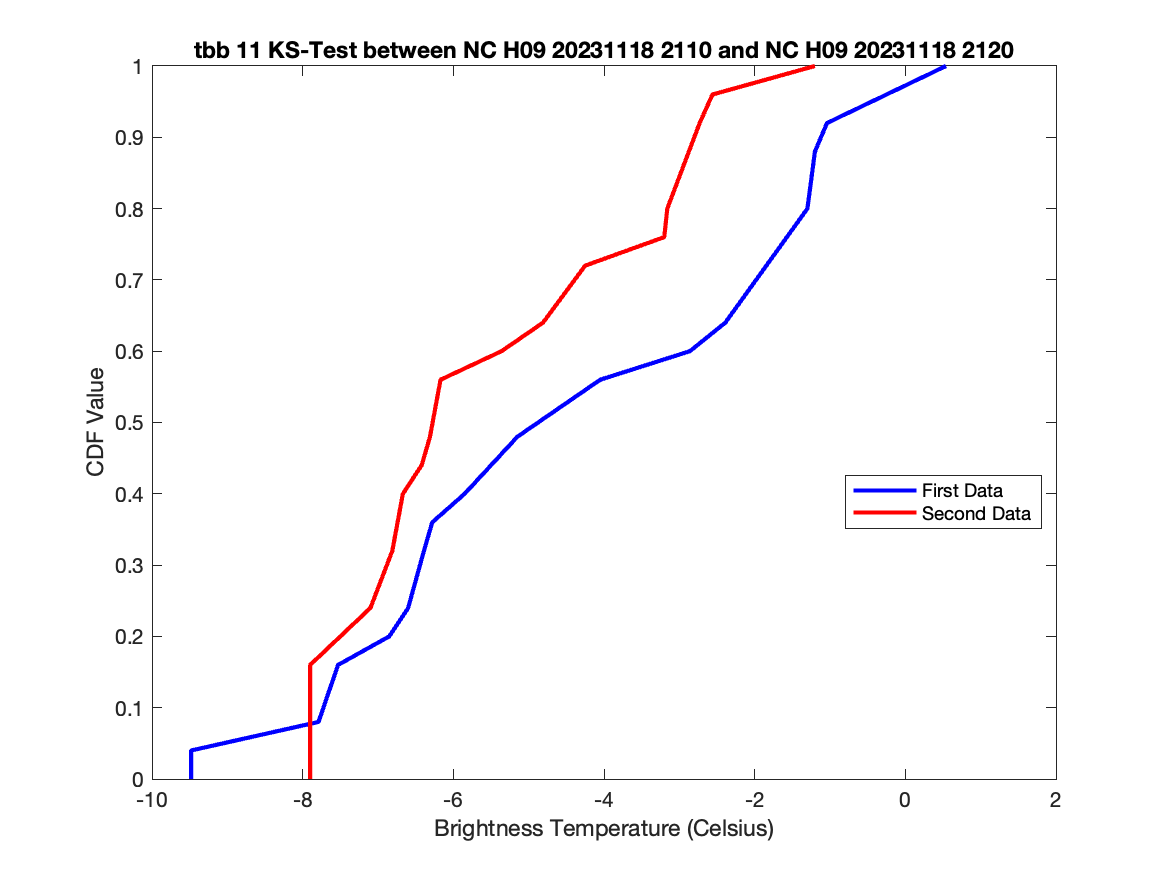 tbb 11 KS-Test between NC H09 20231118 2110 and NC H09 20231118 2120
1
0.9
0.8
0.7
0.6
0.5
0.4
0.3
0.2
0.1
0
CDF Value
First Data
Second Data
-10 -8 -6 -4 -2 0 2
Brightness Temperature (Celsius)